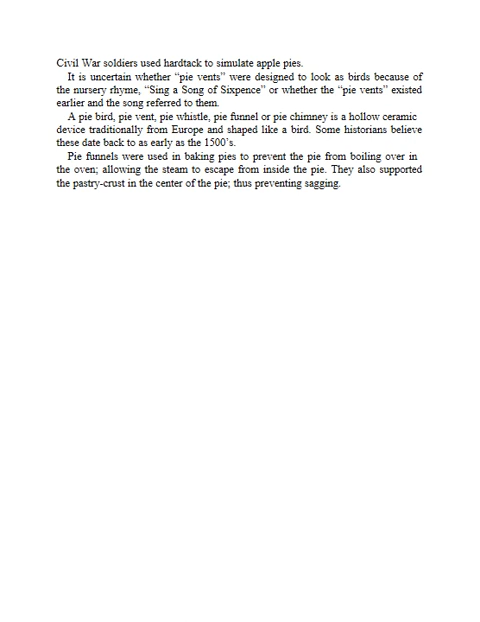 Civil War soldiers used hardtack to simulate apple pies.
It is uncertain whether “pie vents” were designed to look as birds because of
the nursery rhyme, “Sing a Song of Sixpence” or whether the “pie vents” existed
earlier and the song referred to them.
A pie bird, pie vent, pie whistle, pie funnel or pie chimney is a hollow ceramic
device traditionally from Europe and shaped like a bird. Some historians believe
these date back to as early as the 1500’s.
Pie funnels were used in baking pies to prevent the pie from boiling over in
the oven; allowing the steam to escape from inside the pie. They also supported
the pastry-crust in the center of the pie; thus preventing sagging.